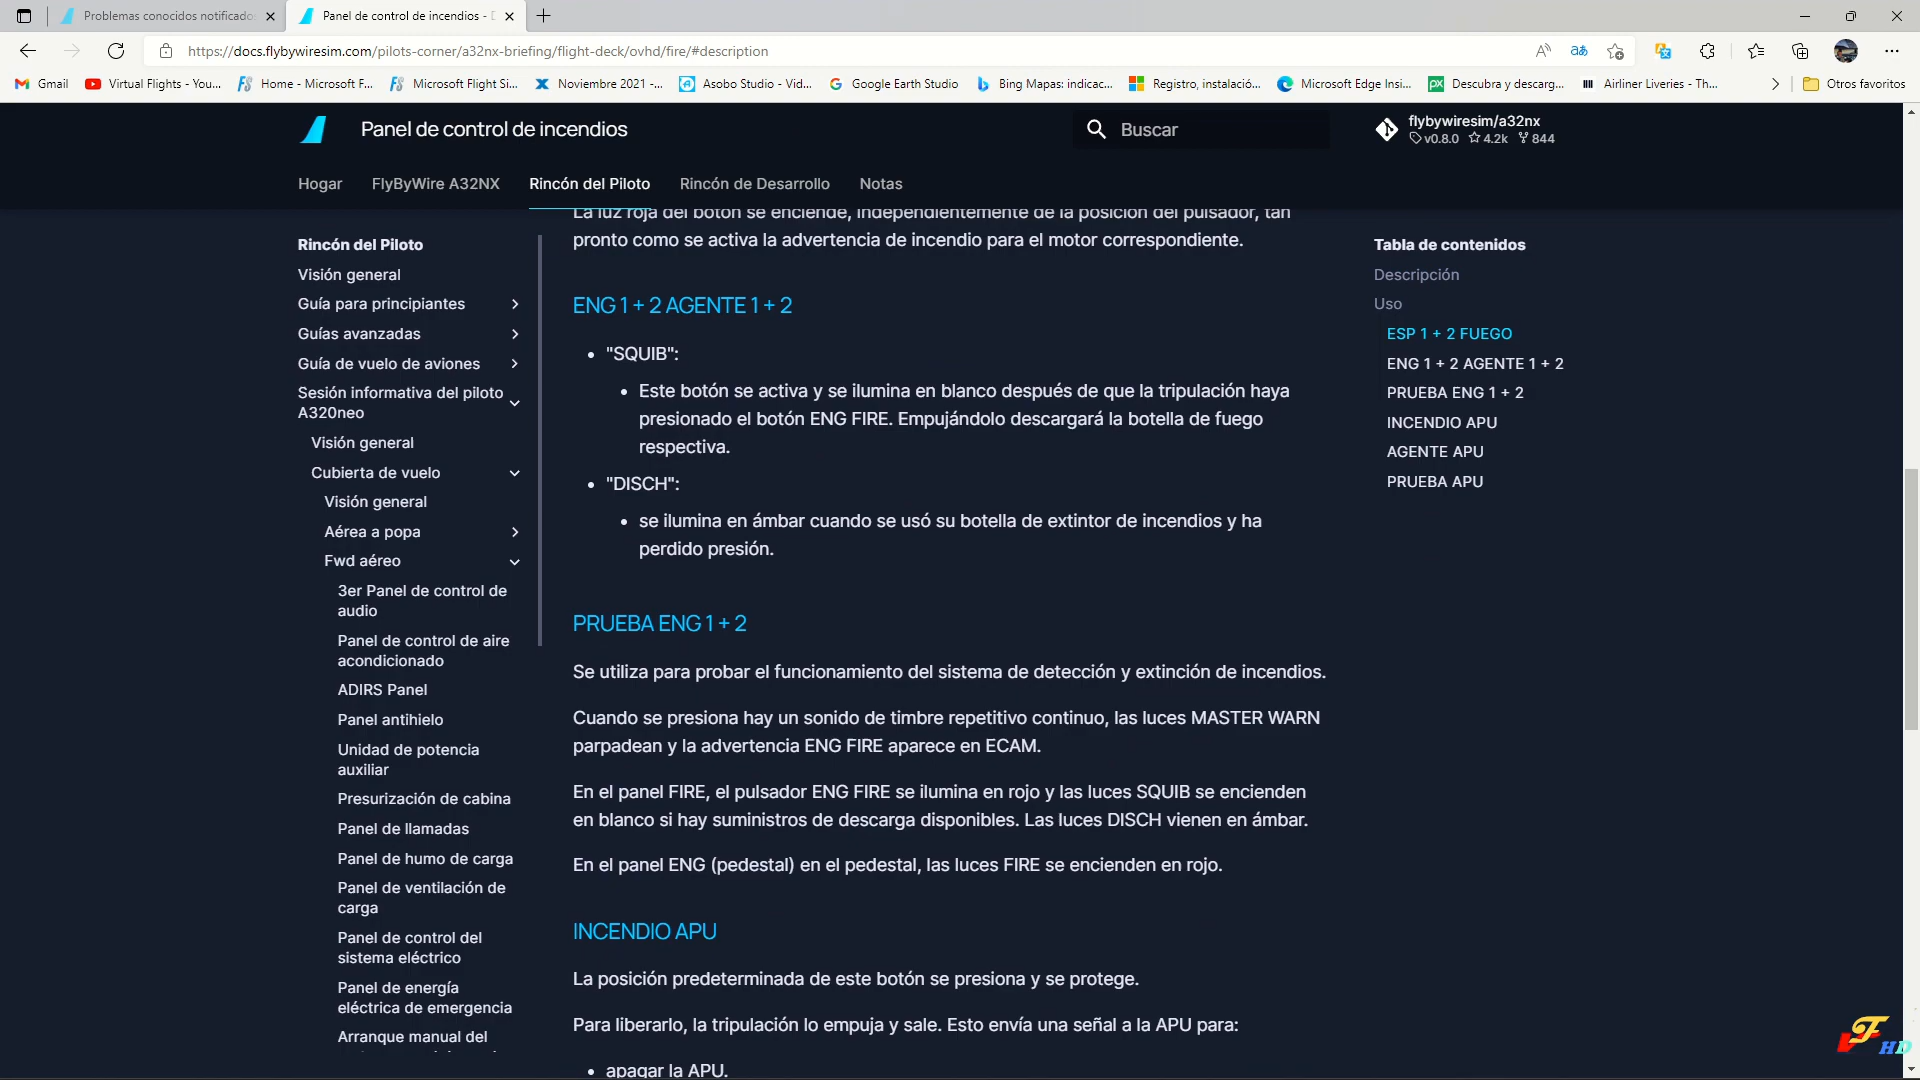 Problemas conocidos notificado
Panel de control de incendios - D
https://docs.flybywiresim.com/pilots-corner/a32nx-briefing/flight-deck/ovhd/fire/#description
Gmail
Virtual Flights - You...
Home - Microsoft F...
Microsoft Flight Si...
Noviembre 2021 -...
Asobo Studio - Vid...
Google Earth Studio
Bing Mapas: indicac...
Registro, instalació...
Microsoft Edge Insi...
Descubra y descarg...
Airliner Liveries - Th...
Otros favoritos
Panel de control de incendios
Buscar
flybywiresim/a32nx
v0.8.0 4.2k 844
Hogar
FlyByWire A32NX
Rincón del Piloto
Rincón de Desarrollo
Notas
Rincón del Piloto
Visión general
Guía para principiantes
Guías avanzadas
Guía de vuelo de aviones
Sesión informativa del piloto
A320neo
Visión general
Cubierta de vuelo
Visión general
Aérea a popa
Fwd aéreo
3er Panel de control de
audio
Panel de control de aire
acondicionado
ADIRS Panel
Panel antihielo
Unidad de potencia
auxiliar
Presurización de cabina
Panel de llamadas
Panel de humo de carga
Panel de ventilación de
carga
Panel de control del
sistema eléctrico
Panel de energía
eléctrica de emergencia
Arranque manual del
La luz roja del botón se enciende, independientemente de la posición del pulsador, tan
pronto como se activa la advertencia de incendio para el motor correspondiente.
ENG 1 + 2 AGENTE 1 + 2
"SQUIB":
Este botón se activa y se ilumina en blanco después de que la tripulación haya
presionado el botón ENG FIRE. Empujándolo descargará la botella de fuego
respectiva.
"DISCH":
se ilumina en ámbar cuando se usó su botella de extintor de incendios y ha
perdido presión.
PRUEBA ENG 1 + 2
Se utiliza para probar el funcionamiento del sistema de detección y extinción de incendios.
Cuando se presiona hay un sonido de timbre repetitivo continuo, las luces MASTER WARN
parpadean y la advertencia ENG FIRE aparece en ECAM.
En el panel FIRE, el pulsador ENG FIRE se ilumina en rojo y las luces SQUIB se encienden
en blanco si hay suministros de descarga disponibles. Las luces DISCH vienen en ámbar.
En el panel ENG (pedestal) en el pedestal, las luces FIRE se encienden en rojo.
INCENDIO APU
La posición predeterminada de este botón se presiona y se protege.
Para liberarlo, la tripulación lo empuja y sale. Esto envía una señal a la APU para:
apagar la APU.
Tabla de contenidos
Descripción
Uso
ESP 1 + 2 FUEGO
ENG 1 + 2 AGENTE 1 + 2
PRUEBA ENG 1 + 2
INCENDIO APU
AGENTE APU
PRUEBA APU
VF HD